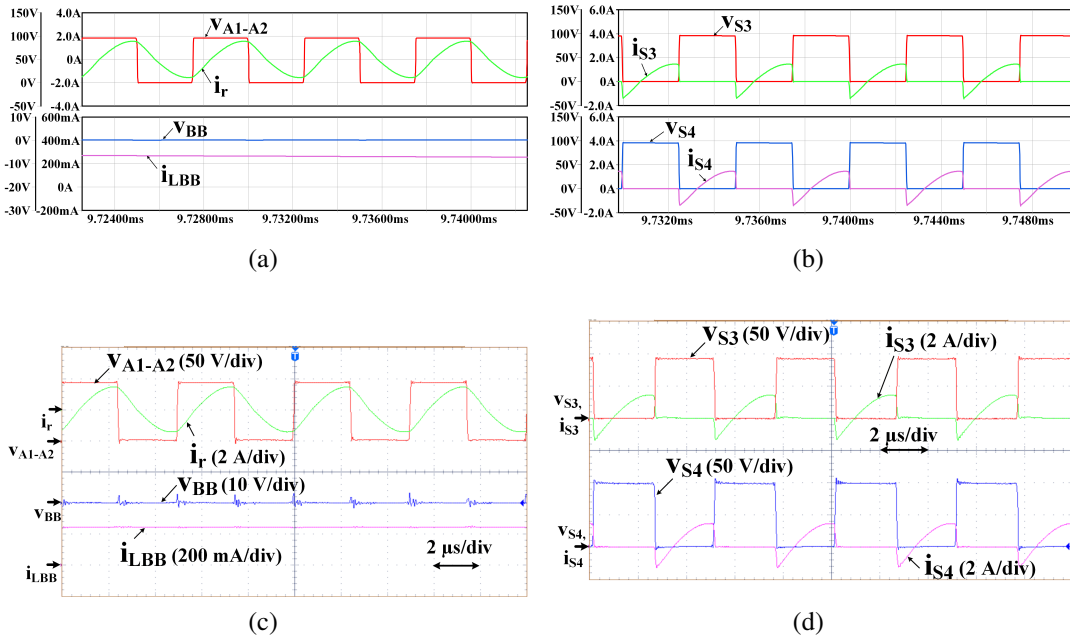 150V 4.0A
100V 2.0A
50V 0A
0V -2.0A
-50V -4.0A
vA1-A2
ir
10V 600mA
0V 400mA
-10V 200mA
-20V 0A
-30V -200mA
vBB
iLBB
9.72400ms 9.72800ms 9.73200ms 9.73600ms 9.74000ms
(a)
150V 6.0A
100V 4.0A
50V 2.0A
0V 0.0A
-50V -2.0A
vS3
iS3
150V 6.0A
100V 4.0A
50V 2.0A
0V 0.0A
-50V -2.0A
vS4
iS4
9.7320ms 9.7360ms 9.7400ms 9.7440ms 9.7480ms
(b)
T
vA1-A2 (50 V/div)
ir
vA1-A2
ir (2 A/div)
vBB (10 V/div)
vBB
iLBB (200 mA/div)
2 µs/div
iLBB
(c)
T
vS3 (50 V/div)
iS3 (2 A/div)
vS3,
iS3
2 µs/div
vS4 (50 V/div)
vS4,
iS4
iS4 (2 A/div)
(d)